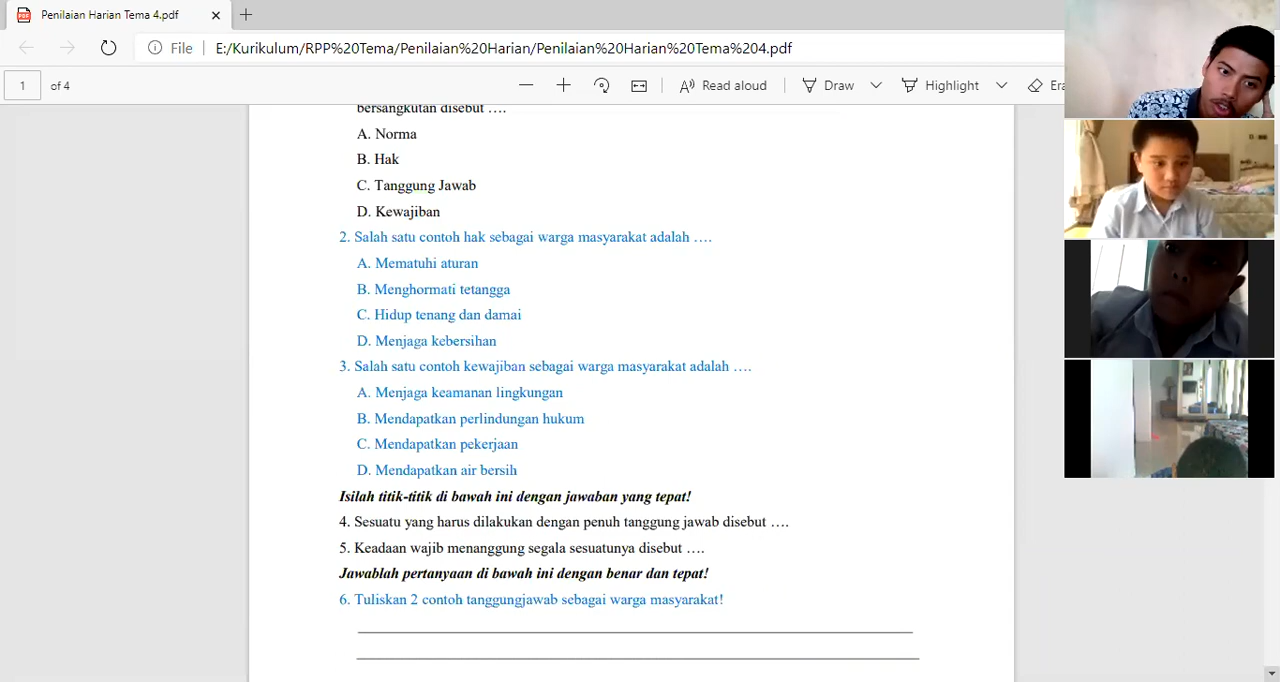 Penilaian Harian Tema 4.pdf
File E:/Kurikulum/RPP%20Tema/Penilaian%20Harian/Penilaian%20Harian%20Tema%204.pdf
1 of 4 Read aloud Draw Highlight
bersangkutan disebut ….
A. Norma
B. Hak
C. Tanggung Jawab
D. Kewajiban
2. Salah satu contoh hak sebagai warga masyarakat adalah ….
A. Mematuhi aturan
B. Menghormati tetangga
C. Hidup tenang dan damai
D. Menjaga kebersihan
3. Salah satu contoh kewajiban sebagai warga masyarakat adalah ….
A. Menjaga keamanan lingkungan
B. Mendapatkan perlindungan hukum
C. Mendapatkan pekerjaan
D. Mendapatkan air bersih
Isilah titik-titik di bawah ini dengan jawaban yang tepat!
4. Sesuatu yang harus dilakukan dengan penuh tanggung jawab disebut ….
5. Keadaan wajib menanggung segala sesuatunya disebut ….
Jawablah pertanyaan di bawah ini dengan benar dan tepat!
6. Tuliskan 2 contoh tanggungjawab sebagai warga masyarakat!